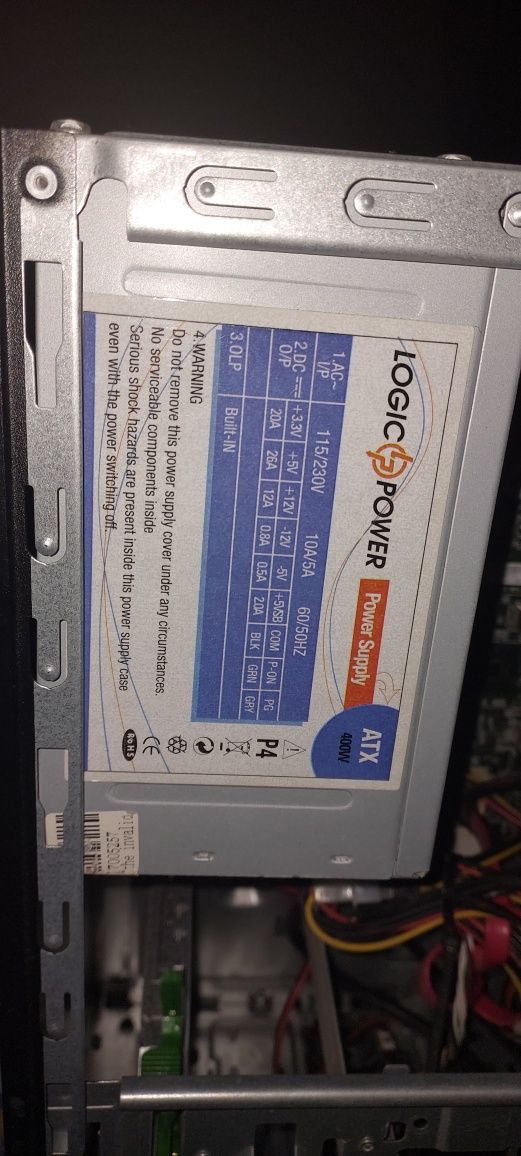 LOGIC POWER
Power Supply
ATX
400W
1.AC~ I/P 115/230V 10A/5A 60/50HZ
2.DC O/P +3.3V +5V +12V -12V -5V +5VSB COM P-ON PG
20A 26A 12A 0.8A 0.5A 2.0A BLK GRN GRY
3.OLP Built-IN
4.WARNING
Do not remove this power supply cover under any circumstances.
No serviceable components inside
Serious shock hazards are present inside this power supply case
even with the power switching off.
P4
CE
RoHS